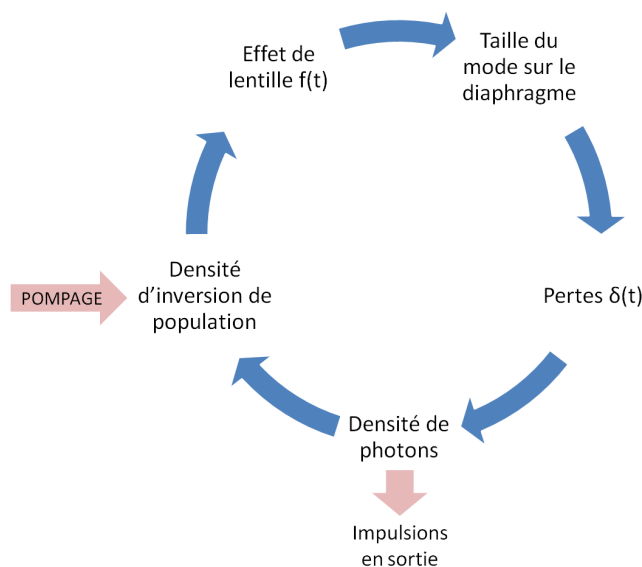 Effet de
lentille f(t)
Taille du
mode sur le
diaphragme
Pertes δ(t)
Densité de
photons
Impulsions
en sortie
Densité
d'inversion de
population
POMPAGE